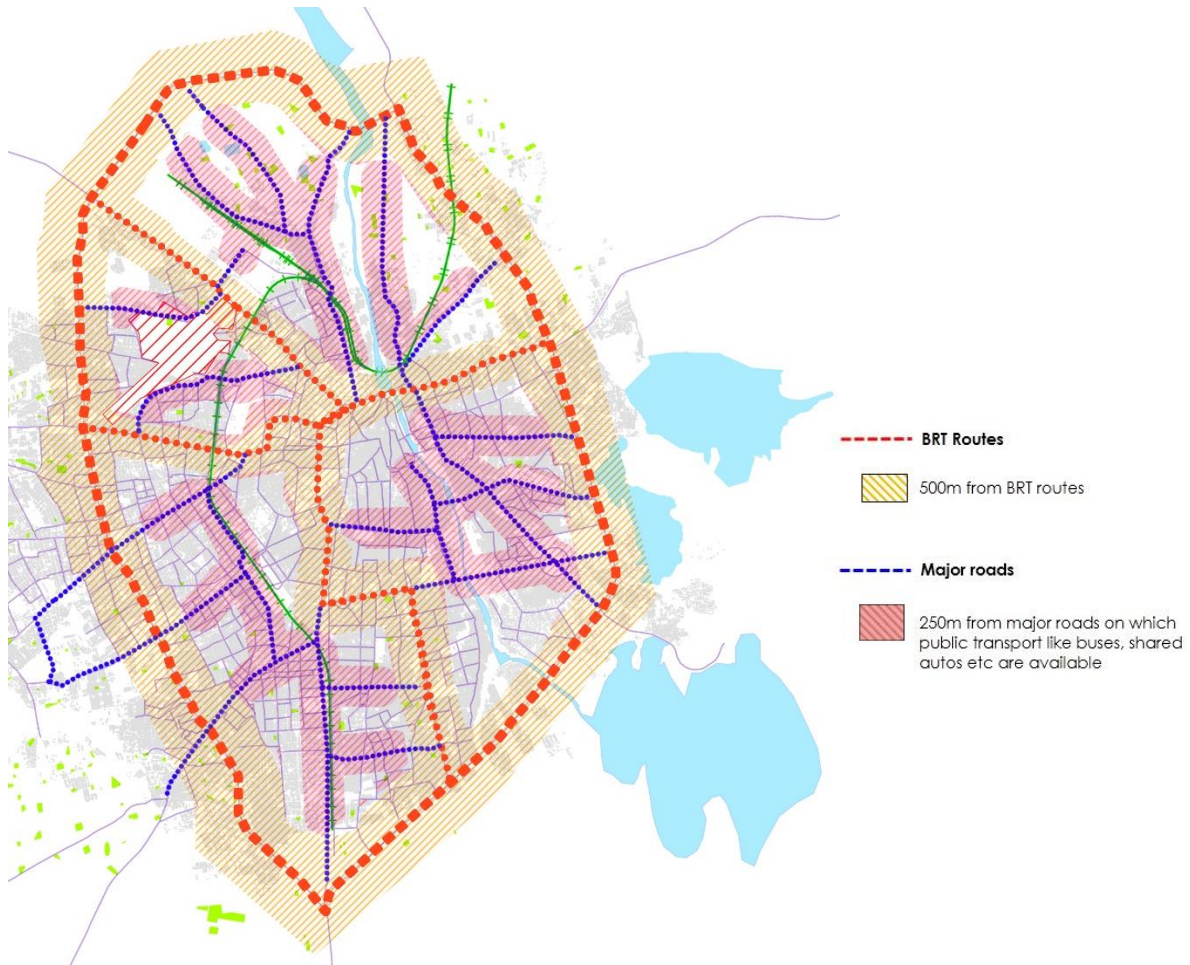 BRT Routes
500m from BRT routes
Major roads
250m from major roads on which
public transport like buses, shared
autos etc are available